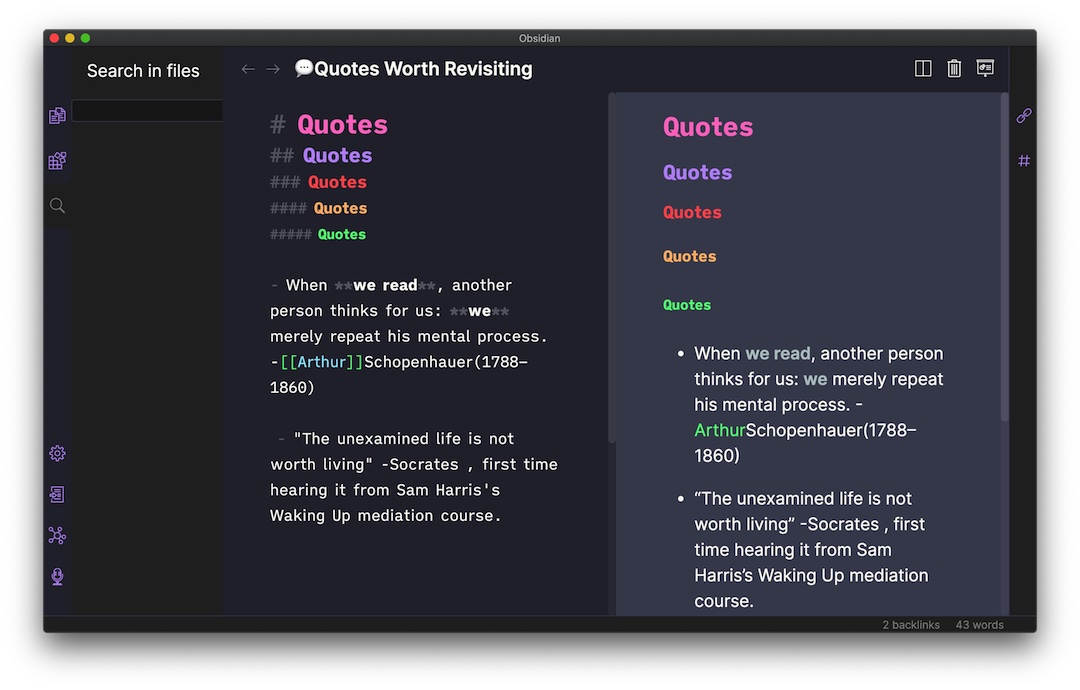 Obsidian
Search in files
💬Quotes Worth Revisiting
# Quotes
## Quotes
### Quotes
#### Quotes
##### Quotes
- When **we read**, another
person thinks for us: **we**
merely repeat his mental process.
-[[Arthur]]Schopenhauer(1788–
1860)
- "The unexamined life is not
worth living" -Socrates , first time
hearing it from Sam Harris's
Waking Up mediation course.
Quotes
Quotes
Quotes
Quotes
Quotes
• When we read, another person
thinks for us: we merely repeat
his mental process. -
ArthurSchopenhauer(1788–
1860)
• “The unexamined life is not
worth living” -Socrates , first
time hearing it from Sam
Harris’s Waking Up mediation
course.
2 backlinks 43 words